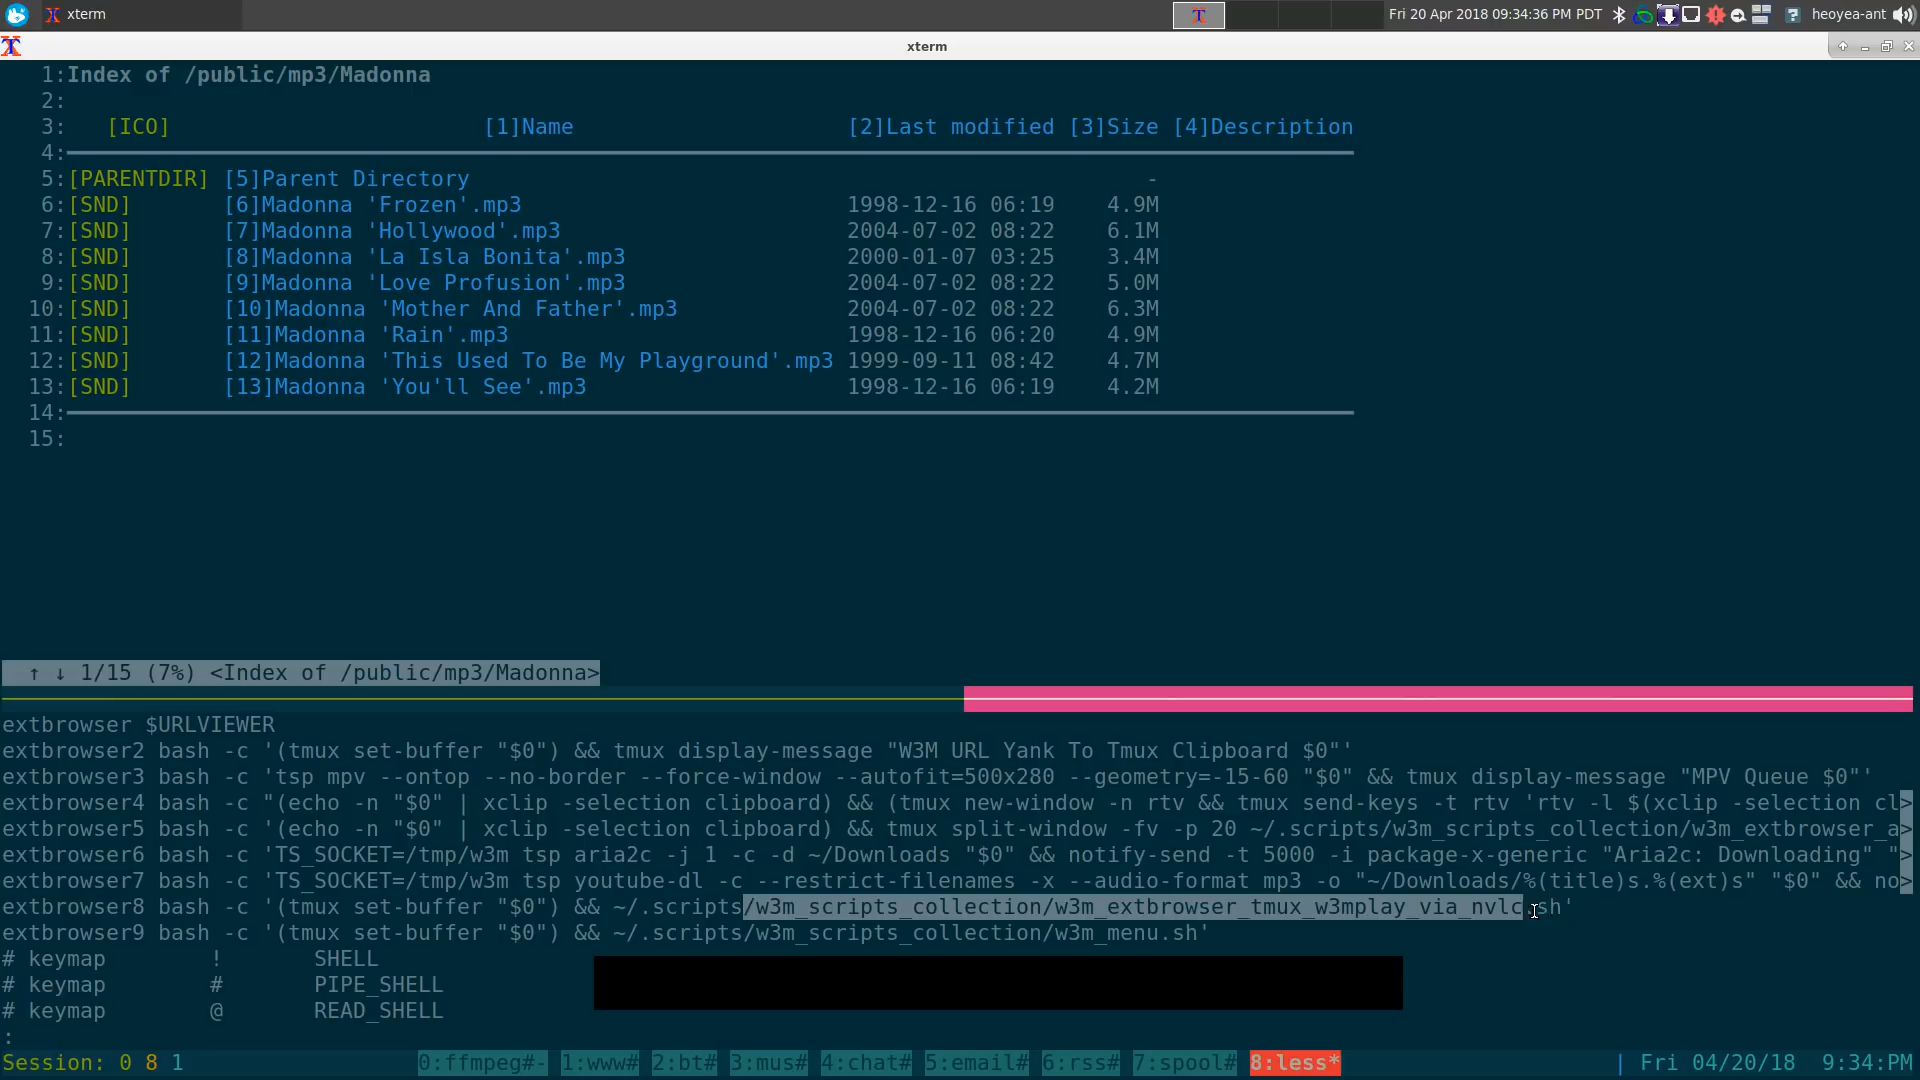 xterm
Fri 20 Apr 2018 09:34:36 PM PDT
heoyea-ant
xterm
1:Index of /public/mp3/Madonna
2:
3: [ICO] [1]Name [2]Last modified [3]Size [4]Description
4:
5:[PARENTDIR] [5]Parent Directory -
6:[SND] [6]Madonna 'Frozen'.mp3 1998-12-16 06:19 4.9M
7:[SND] [7]Madonna 'Hollywood'.mp3 2004-07-02 08:22 6.1M
8:[SND] [8]Madonna 'La Isla Bonita'.mp3 2000-01-07 03:25 3.4M
9:[SND] [9]Madonna 'Love Profusion'.mp3 2004-07-02 08:22 5.0M
10:[SND] [10]Madonna 'Mother And Father'.mp3 2004-07-02 08:22 6.3M
11:[SND] [11]Madonna 'Rain'.mp3 1998-12-16 06:20 4.9M
12:[SND] [12]Madonna 'This Used To Be My Playground'.mp3 1999-09-11 08:42 4.7M
13:[SND] [13]Madonna 'You'll See'.mp3 1998-12-16 06:19 4.2M
14:
15:
↑ ↓ 1/15 (7%) <Index of /public/mp3/Madonna>
extbrowser $URLVIEWER
extbrowser2 bash -c '(tmux set-buffer "$0") && tmux display-message "W3M URL Yank To Tmux Clipboard $0"'
extbrowser3 bash -c 'tsp mpv --ontop --no-border --force-window --autofit=500x280 --geometry=-15-60 "$0" && tmux display-message "MPV Queue $0"'
extbrowser4 bash -c "(echo -n "$0" | xclip -selection clipboard) && (tmux new-window -n rtv && tmux send-keys -t rtv 'rtv -l $(xclip -selection cl>
extbrowser5 bash -c '(echo -n "$0" | xclip -selection clipboard) && tmux split-window -fv -p 20 ~/.scripts/w3m_scripts_collection/w3m_extbrowser_a>
extbrowser6 bash -c 'TS_SOCKET=/tmp/w3m tsp aria2c -j 1 -c -d ~/Downloads "$0" && notify-send -t 5000 -i package-x-generic "Aria2c: Downloading" ">
extbrowser7 bash -c 'TS_SOCKET=/tmp/w3m tsp youtube-dl -c --restrict-filenames -x --audio-format mp3 -o "~/Downloads/%(title)s.%(ext)s" "$0" && no>
extbrowser8 bash -c '(tmux set-buffer "$0") && ~/.scripts/w3m_scripts_collection/w3m_extbrowser_tmux_w3mplay_via_nvlc.sh'
extbrowser9 bash -c '(tmux set-buffer "$0") && ~/.scripts/w3m_scripts_collection/w3m_menu.sh'
# keymap ! SHELL
# keymap # PIPE_SHELL
# keymap @ READ_SHELL
:
Session: 0 8 1 0:ffmpeg#- 1:www# 2:bt# 3:mus# 4:chat# 5:email# 6:rss# 7:spool# 8:less* | Fri 04/20/18 9:34:PM